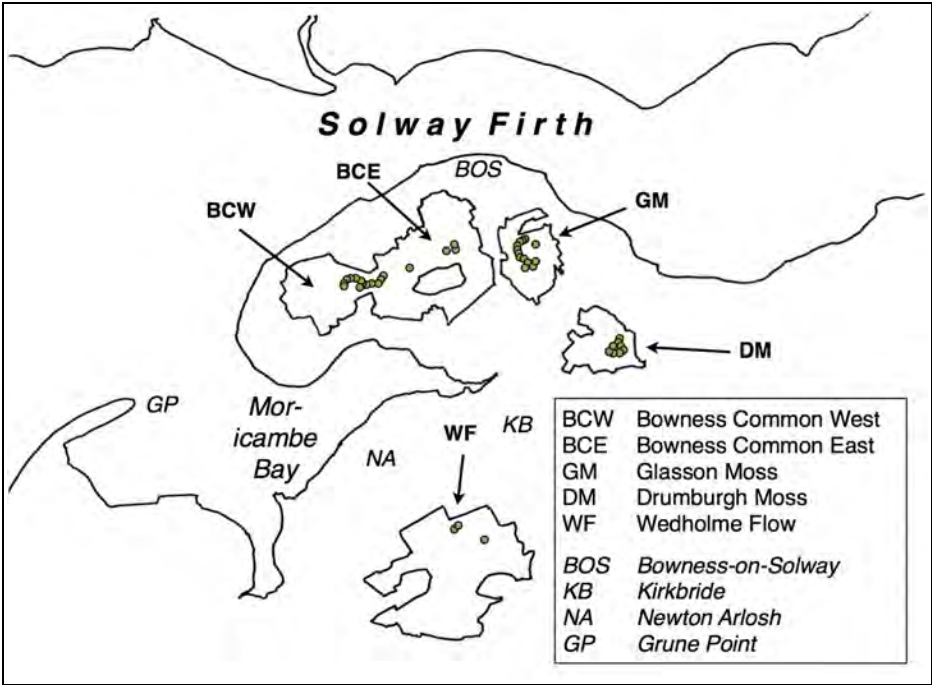 Solway Firth
BCE
BOS
BCW
GM
DM
GP
Mor-
icambe
Bay
WF
KB
NA
BCW Bowness Common West
BCE Bowness Common East
GM Glasson Moss
DM Drumburgh Moss
WF Wedholme Flow
BOS Bowness-on-Solway
KB Kirkbride
NA Newton Arlosh
GP Grune Point